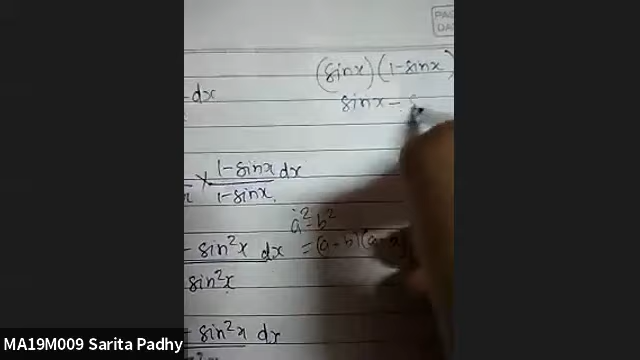 (sinx)(1-sinx)
- dx
sinx -
× 1-sinx dx
1-sinx
a²-b²
- sin²x dx = (a-b)(a
sin²x
- sin²x dx
MA19M009 Sarita Padhy